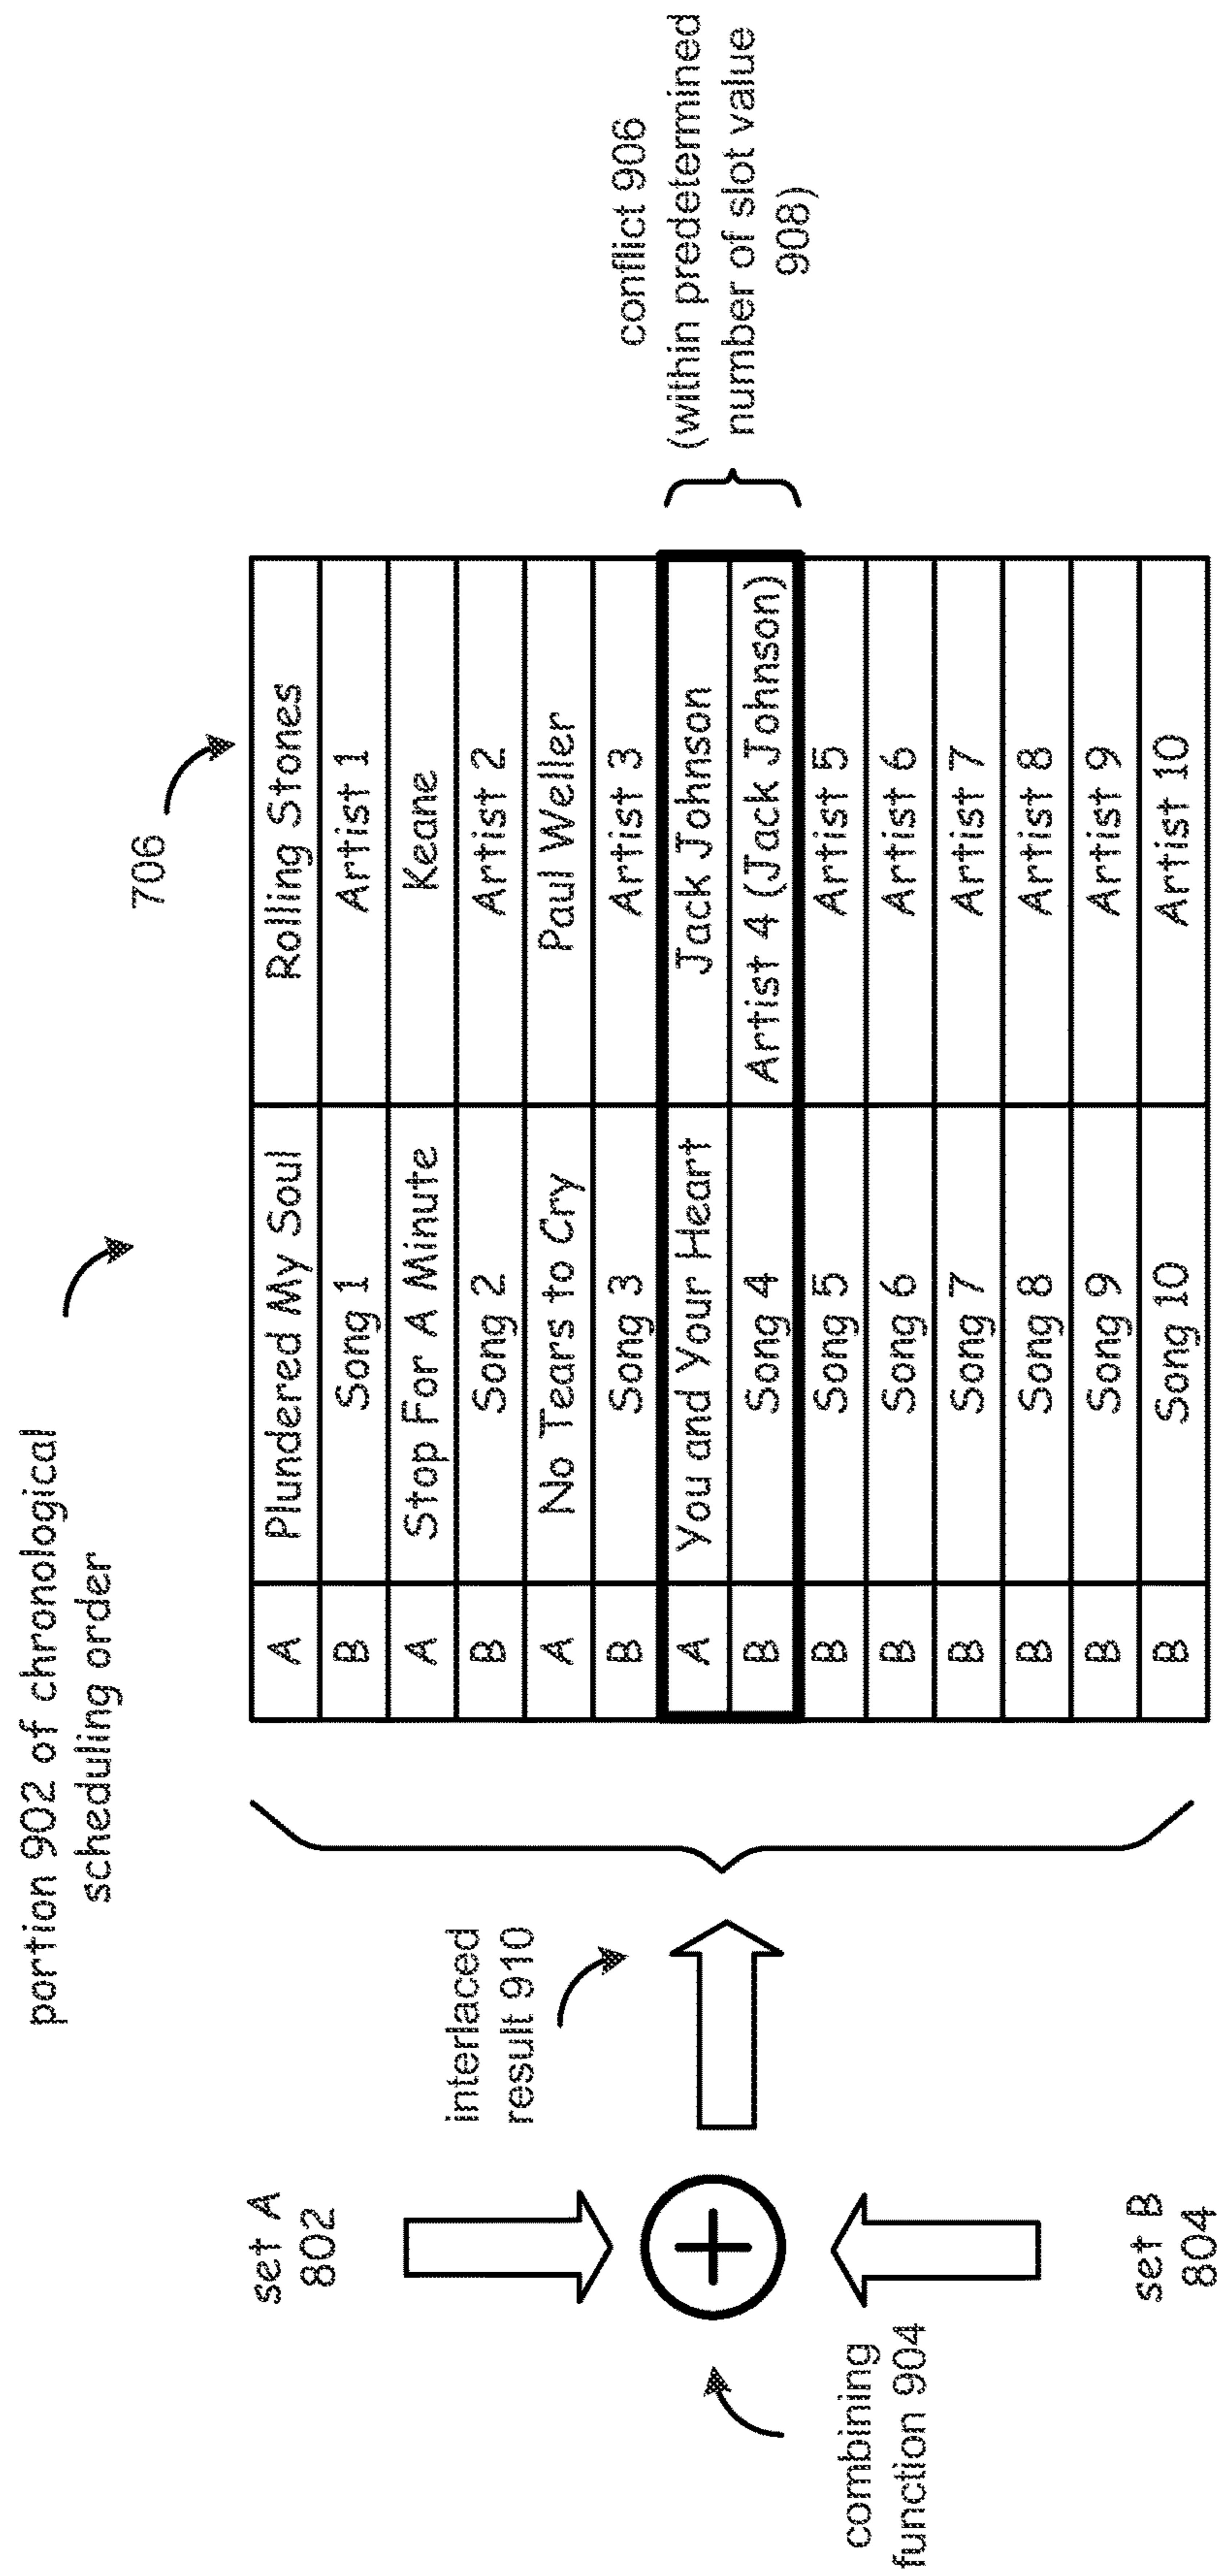 portion 902 of chronological
scheduling order
706
set A
802
interlaced
result 910
combining
function 904
set B
804
A Plundered My Soul Rolling Stones
B Song 1 Artist 1
A Stop For A Minute Keane
B Song 2 Artist 2
A No Tears to Cry Paul Weller
B Song 3 Artist 3
A You and Your Heart Jack Johnson
B Song 4 Artist 4 (Jack Johnson)
B Song 5 Artist 5
B Song 6 Artist 6
B Song 7 Artist 7
B Song 8 Artist 8
B Song 9 Artist 9
B Song 10 Artist 10
conflict 906
(within predetermined
number of slot value
908)